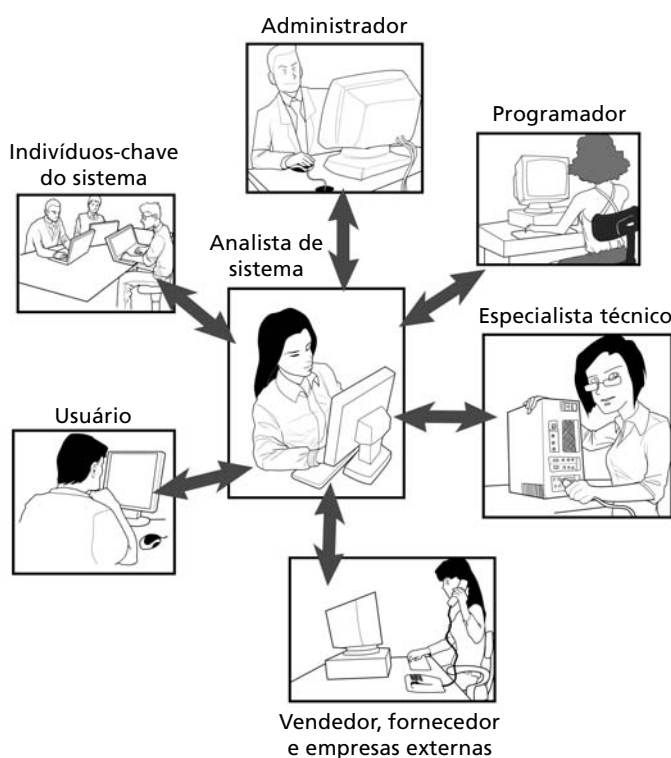 Administrador
Programador
Indivíduos-chave
do sistema
Analista de
sistema
Especialista técnico
Usuário
Vendedor, fornecedor
e empresas externas